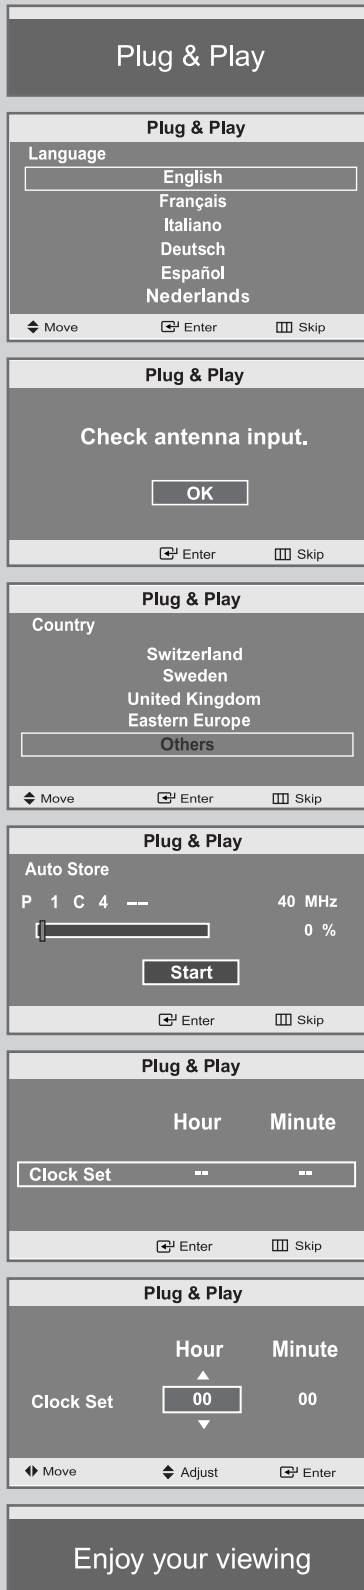 Plug & Play
Plug & Play
Language
English
Français
Italiano
Deutsch
Español
Nederlands
Move Enter Skip
Plug & Play
Check antenna input.
OK
Enter Skip
Plug & Play
Country
Switzerland
Sweden
United Kingdom
Eastern Europe
Others
Move Enter Skip
Plug & Play
Auto Store
P 1 C 4 -- 40 MHz
0 %
Start
Enter Skip
Plug & Play
Hour Minute
Clock Set -- --
Enter Skip
Plug & Play
Hour Minute
Clock Set 00 00
Move Adjust Enter
Enjoy your viewing